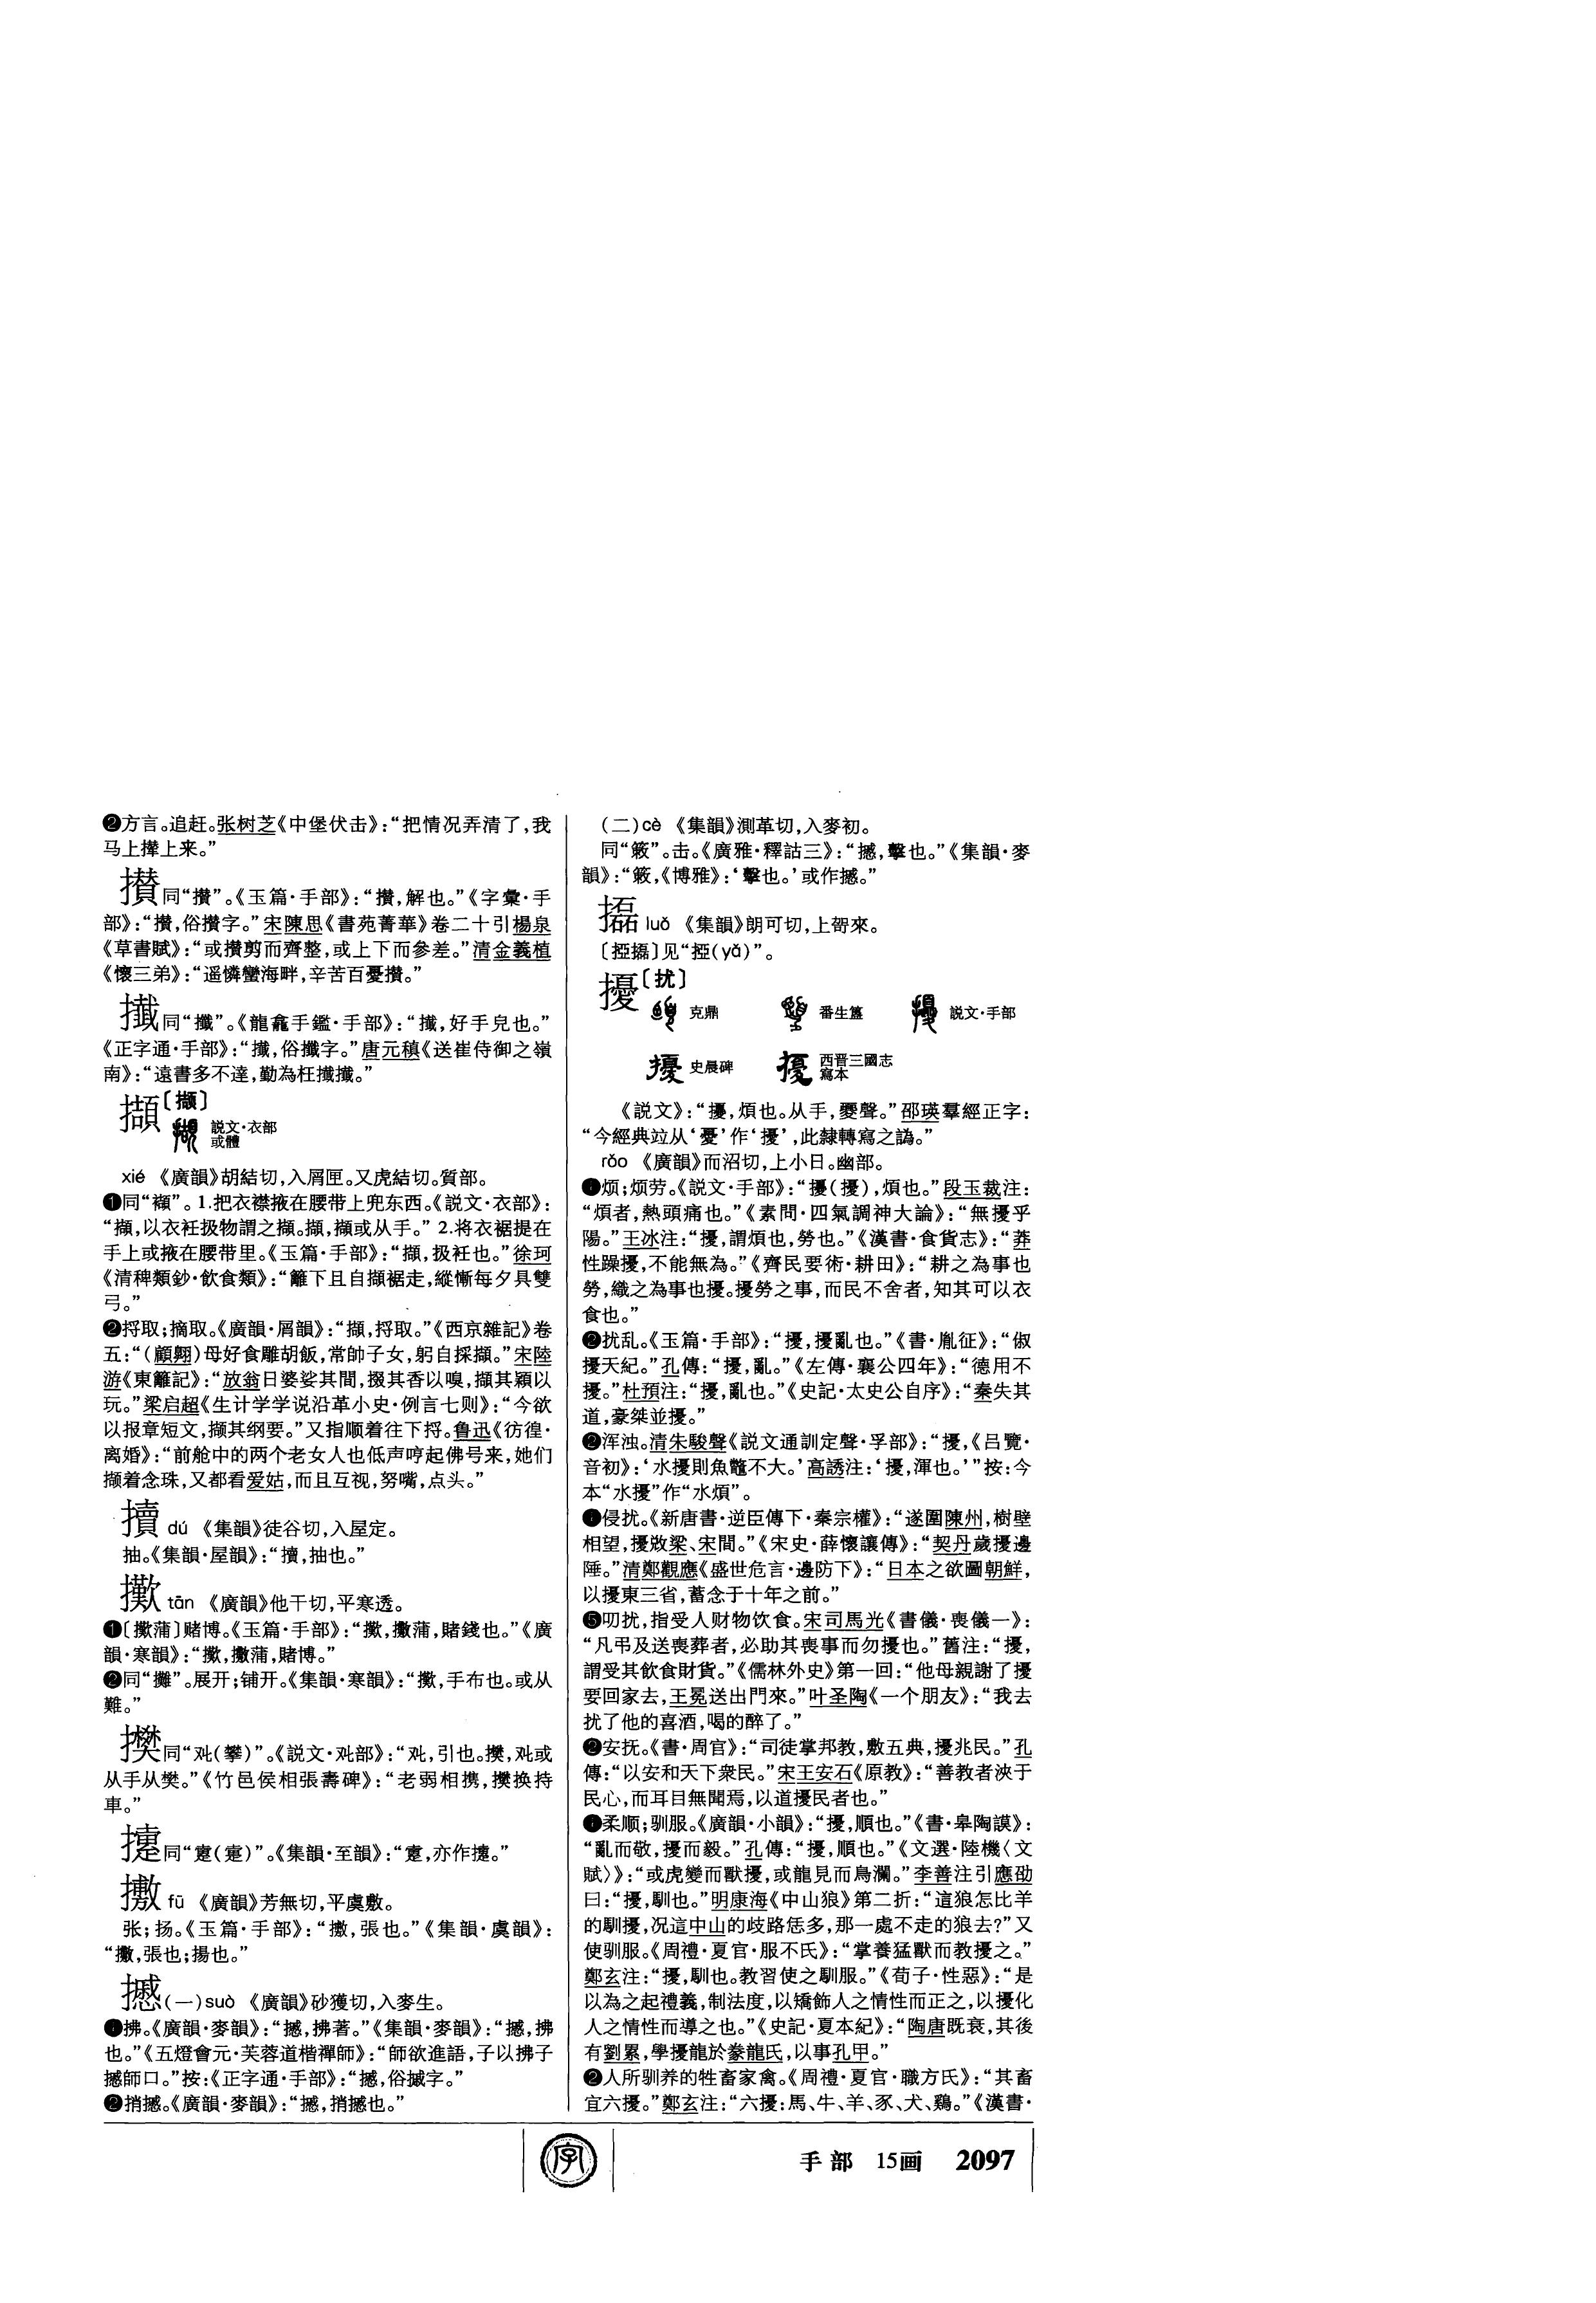 ❷方言。追赶。张树芝《中堡伏击》:“把情况弄清了,我
马上撵上来。”
同“攢”。《玉篇·手部》:“攢,解也。”《字彙·手
部》:“攅,俗攢字。”宋陳思《書苑菁華》卷二十引楊泉
《草書賦》:“或攅剪而齊整,或上下而參差。”清金義植
《懷三弟》:“遥憐蠻海畔,辛苦百憂攅。”
同“攕”。《龍龕手鑑·手部》:“㩥,好手皃也。”
《正字通·手部》:“㩥,俗攕字。”唐元稹《送崔侍御之嶺
南》:“遠書多不達,勤為枉㩥㩥。”
擷〔撷〕
説文·衣部
或體
xié 《廣韻》胡結切,入屑匣。又虎結切。質部。
❶同“襭”。1.把衣襟掖在腰带上兜东西。《説文·衣部》:
“襭,以衣衽扱物謂之襭。擷,襭或从手。” 2.将衣裾提在
手上或掖在腰带里。《玉篇·手部》:“擷,扱衽也。”徐珂
《清稗類鈔·飲食類》:“籬下且自擷裾走,縱慚每夕具雙
弓。”
❷捋取;摘取。《廣韻·屑韻》:“擷,捋取。”《西京雜記》卷
五:“(顧翱)母好食雕胡飯,常帥子女,躬自採擷。”宋陸
游《東籬記》:“放翁日婆娑其間,掇其香以嗅,擷其穎以
玩。”梁启超《生计学学说沿革小史·例言七则》:“今欲
以报章短文,撷其纲要。”又指顺着往下捋。鲁迅《彷徨·
离婚》:“前舱中的两个老女人也低声哼起佛号来,她们
撷着念珠,又都看爱姑,而且互视,努嘴,点头。”
擩 dú 《集韻》徒谷切,入屋定。
抽。《集韻·屋韻》:“㩳,抽也。”
tān 《廣韻》他干切,平寒透。
❶〔擹蒲〕賭博。《玉篇·手部》:“擹,擹蒲,賭錢也。”《廣
韻·寒韻》:“擹,擹蒲,賭博。”
❷同“攤”。展开;铺开。《集韻·寒韻》:“擹,手布也。或从
難。”
同“𠬜(攀)”。《説文·𠬜部》:“𠬜,引也。攀,𠬜或
从手从樊。”《竹邑侯相張壽碑》:“老弱相携,攀换持
車。”
同“疐(疌)”。《集韻·至韻》:“疐,亦作㩫。”
fū 《廣韻》芳無切,平虞敷。
张;扬。《玉篇·手部》:“㩤,張也。”《集韻·虞韻》:
“㩤,張也;揚也。”
(一)suò 《廣韻》砂獲切,入麥生。
❶拂。《廣韻·麥韻》:“摵,拂著。”《集韻·麥韻》:“摵,拂
也。”《五燈會元·芙蓉道楷禪師》:“師欲進語,子以拂子
摵師口。”按:《正字通·手部》:“㩇,俗摵字。”
❷捎摵。《廣韻·麥韻》:“摵,捎摵也。”
(二)cè 《集韻》測革切,入麥初。
同“簎”。击。《廣雅·釋詁三》:“摵,擊也。”《集韻·麥
韻》:“簎,《博雅》:‘擊也。’或作摵。”
luǒ 《集韻》朗可切,上哿來。
〔掗㩡〕见“掗(yǎ)”。
擾〔扰〕
克鼎 番生簋 説文·手部
史晨碑 西晋三國志
寫本
《説文》:“擾,煩也。从手,夒聲。”邵瑛羣經正字:
“今經典竝从‘憂’作‘擾’,此隸轉寫之譌。”
rǒo 《廣韻》而沼切,上小日。幽部。
❶烦;烦劳。《説文·手部》:“擾(擾),煩也。”段玉裁注:
“煩者,熱頭痛也。”《素問·四氣調神大論》:“無擾乎
陽。”王冰注:“擾,謂煩也,勞也。”《漢書·食貨志》:“莽
性躁擾,不能無為。”《齊民要術·耕田》:“耕之為事也
勞,織之為事也擾。擾勞之事,而民不舍者,知其可以衣
食也。”
❷扰乱。《玉篇·手部》:“擾,擾亂也。”《書·胤征》:“俶
擾天紀。”孔傳:“擾,亂。”《左傳·襄公四年》:“德用不
擾。”杜預注:“擾,亂也。”《史記·太史公自序》:“秦失其
道,豪桀並擾。”
❷浑浊。清朱駿聲《説文通訓定聲·孚部》:“擾,《吕覽·
音初》:‘水擾則魚鼈不大。’高誘注:‘擾,渾也。’”按:今
本“水擾”作“水煩”。
❶侵扰。《新唐書·逆臣傳下·秦宗權》:“遂圍陳州,樹壁
相望,擾敚梁、宋間。”《宋史·薛懷讓傳》:“契丹歲擾邊
陲。”清鄭觀應《盛世危言·邊防下》:“日本之欲圖朝鮮,
以擾東三省,蓄念于十年之前。”
❺叨扰,指受人财物饮食。宋司馬光《書儀·喪儀一》:
“凡弔及送喪葬者,必助其喪事而勿擾也。”舊注:“擾,
謂受其飲食財貨。”《儒林外史》第一回:“他母親謝了擾
要回家去,王冕送出門來。”叶圣陶《一个朋友》:“我去
扰了他的喜酒,喝的醉了。”
❷安抚。《書·周官》:“司徒掌邦教,敷五典,擾兆民。”孔
傳:“以安和天下衆民。”宋王安石《原教》:“善教者浹于
民心,而耳目無聞焉,以道擾民者也。”
❶柔顺;驯服。《廣韻·小韻》:“擾,順也。”《書·皋陶謨》:
“亂而敬,擾而毅。”孔傳:“擾,順也。”《文選·陸機〈文
賦〉》:“或虎變而獸擾,或龍見而鳥瀾。”李善注引應劭
曰:“擾,馴也。”明康海《中山狼》第二折:“這狼怎比羊
的馴擾,况這中山的歧路恁多,那一處不走的狼去?”又
使驯服。《周禮·夏官·服不氏》:“掌養猛獸而教擾之。”
鄭玄注:“擾,馴也。教習使之馴服。”《荀子·性惡》:“是
以為之起禮義,制法度,以矯飾人之情性而正之,以擾化
人之情性而導之也。”《史記·夏本紀》:“陶唐既衰,其後
有劉累,學擾龍於豢龍氏,以事孔甲。”
❷人所驯养的牲畜家禽。《周禮·夏官·職方氏》:“其畜
宜六擾。”鄭玄注:“六擾:馬、牛、羊、豕、犬、鷄。”《漢書·
字
手部 15画 2097